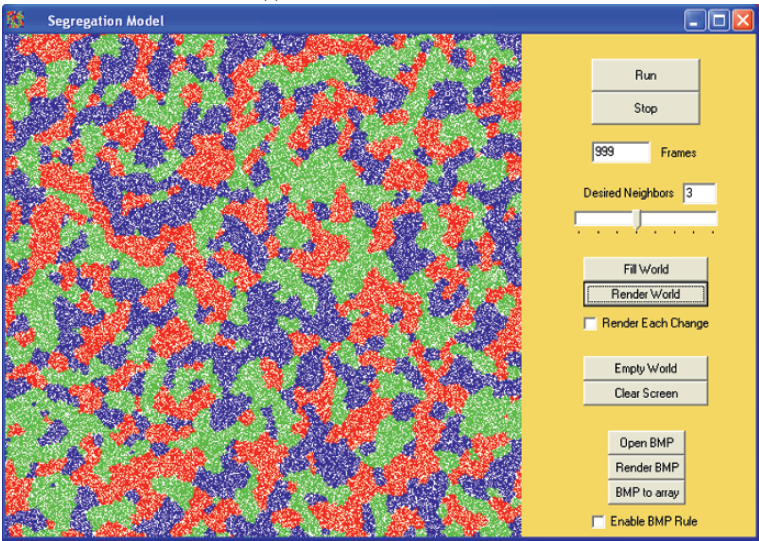 Segregation Model
Run
Stop
999 Frames
Desired Neighbors 3
Fill World
Render World
Render Each Change
Empty World
Clear Screen
Open BMP
Render BMP
BMP to array
Enable BMP Rule